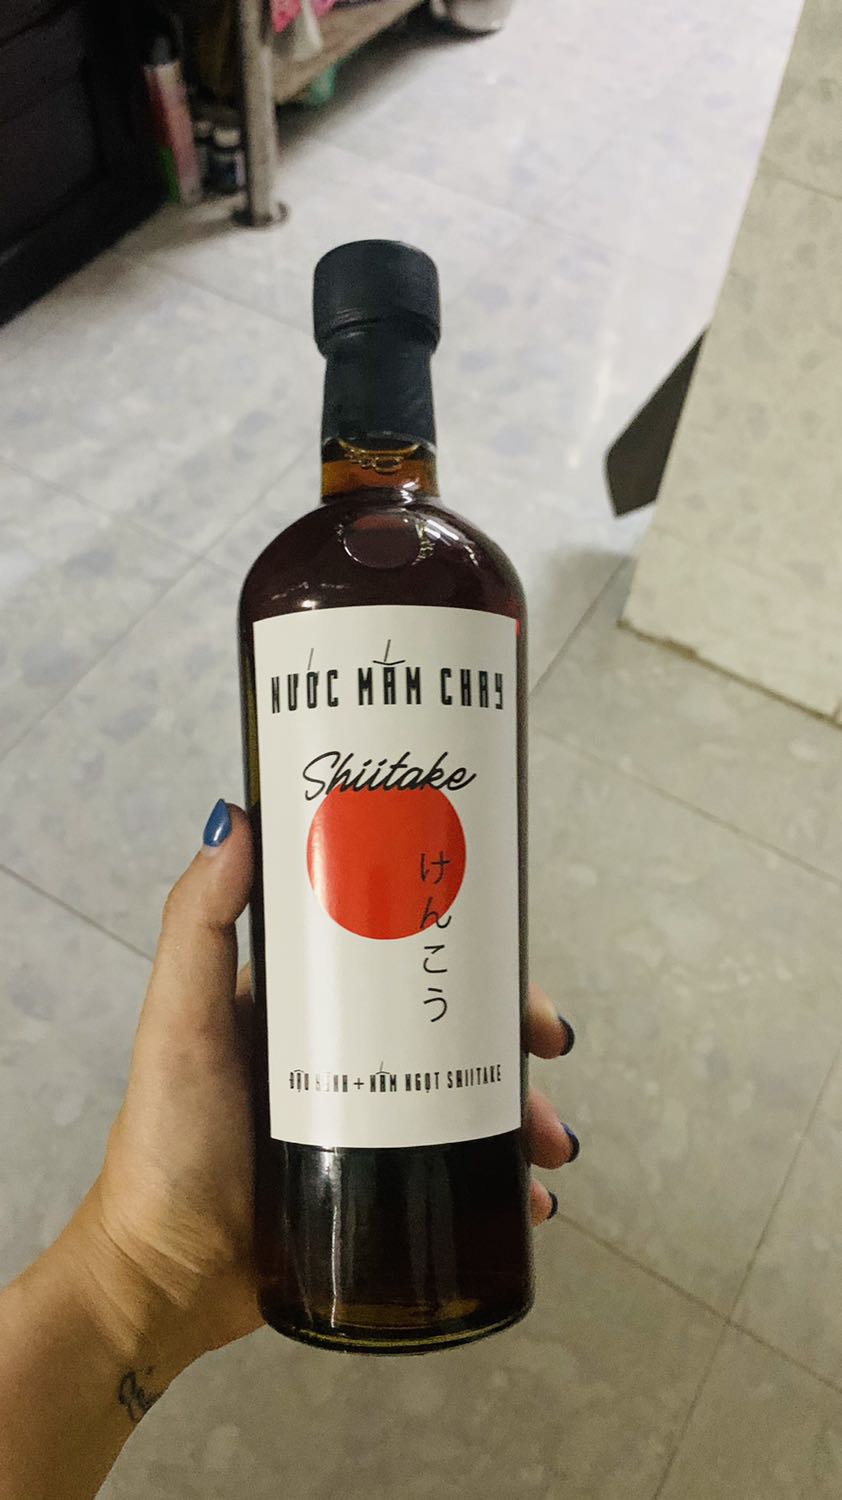 NƯỚC MẮM CHAY
Shiitake
けんこう
ĐẬU NÀNH + NẤM NGỌT SHIITAKE